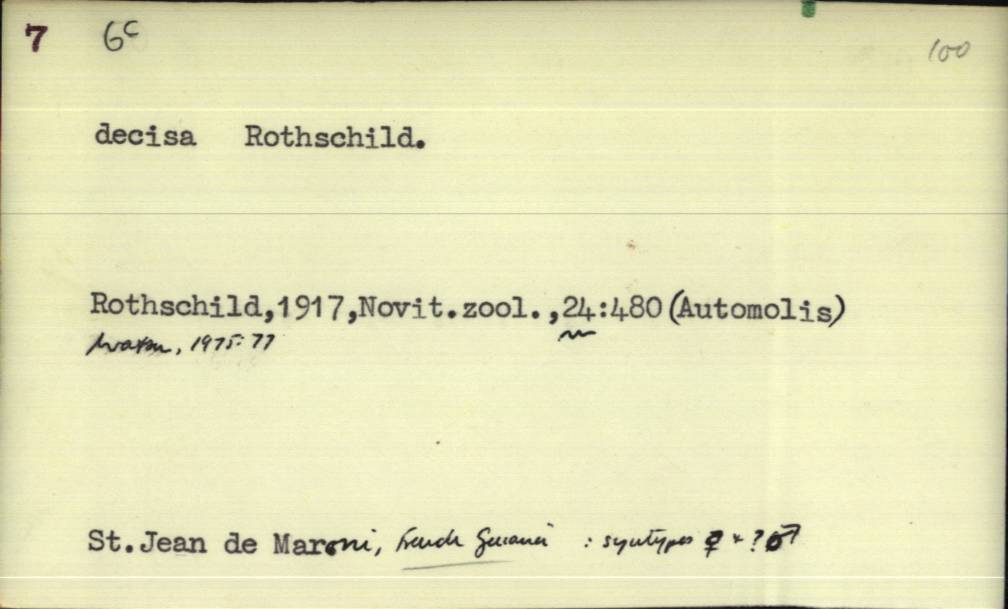 7 6c 100
decisa Rothschild.
Rothschild,1917,Novit.zool.,24:480(Automolis)
Watson, 1975:77
St.Jean de Maroni, French Guiana : syntypes ♀ + ?♂